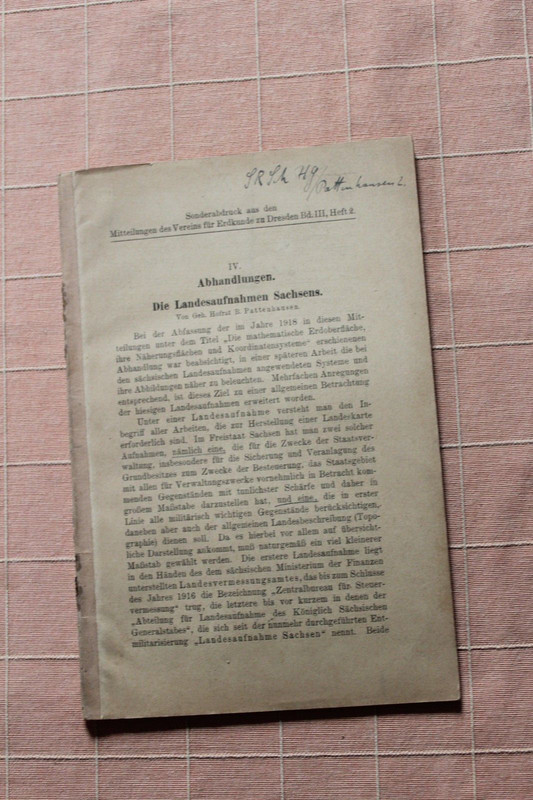 Pattenhausen 2.
Sonderabdruck aus den
Mitteilungen des Vereins für Erdkunde zu Dresden Bd. III, Heft 2.
IV.
Abhandlungen.
Die Landesaufnahmen Sachsens.
Von Geh. Hofrat B. Pattenhausen.
Bei der Abfassung der im Jahre 1918 in diesen Mit-
teilungen unter dem Titel „Die mathematische Erdoberfläche,
ihre Näherungsflächen und Koordinatensysteme“ erschienenen
Abhandlung war beabsichtigt, in einer späteren Arbeit die bei
den sächsischen Landesaufnahmen angewendeten Systeme und
ihre Abbildungen näher zu beleuchten. Mehrfachen Anregungen
entsprechend, ist dieses Ziel zu einer allgemeinen Betrachtung
der hiesigen Landesaufnahmen erweitert worden.
Unter einer Landesaufnahme versteht man den In-
begriff aller Arbeiten, die zur Herstellung einer Landeskarte
erforderlich sind. Im Freistaat Sachsen hat man zwei solcher
Aufnahmen, nämlich eine, die für die Zwecke der Staatsver-
waltung, insbesondere für die Sicherung und Veranlagung des
Grundbesitzes zum Zwecke der Besteuerung, das Staatsgebiet
mit allen für Verwaltungszwecke vornehmlich in Betracht kom-
menden Gegenständen mit tunlichster Schärfe und daher in
großem Maßstabe darzustellen hat, und eine, die in erster
Linie alle militärisch wichtigen Gegenstände berücksichtigen,
daneben aber auch der allgemeinen Landesbeschreibung (Topo-
graphie) dienen soll. Da es hierbei vor allem auf übersicht-
liche Darstellung ankommt, muß naturgemäß ein viel kleinerer
Maßstab gewählt werden. Die erstere Landesaufnahme liegt
in den Händen des dem sächsischen Ministerium der Finanzen
unterstellten Landesvermessungsamtes, das bis zum Schlusse
des Jahres 1916 die Bezeichnung „Zentralbureau für Steuer-
vermessung“ trug, die letztere bis vor kurzem in denen der
„Abteilung für Landesaufnahme des Königlich Sächsischen
Generalstabes“, die sich seit der nunmehr durchgeführten Ent-
militarisierung „Landesaufnahme Sachsen“ nennt. Beide